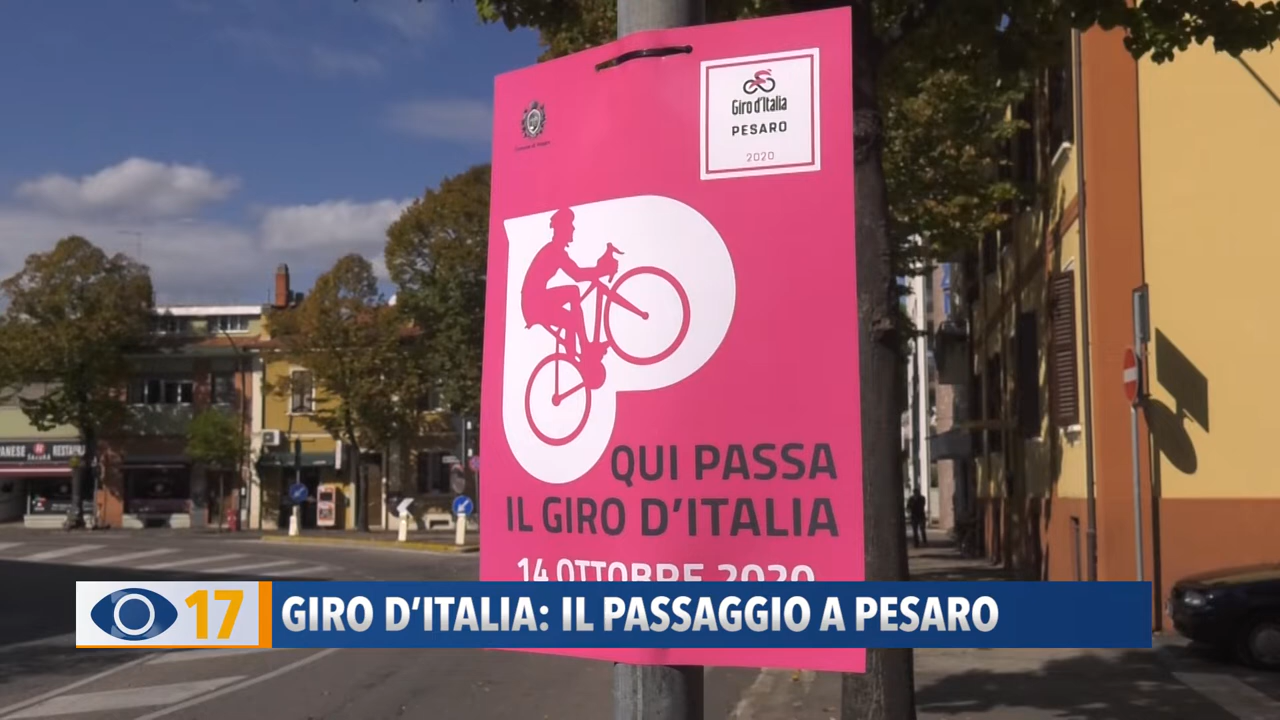 Giro d'Italia
PESARO
2020
QUI PASSA
IL GIRO D'ITALIA
14 OTTOBRE 2020
17
GIRO D'ITALIA: IL PASSAGGIO A PESARO